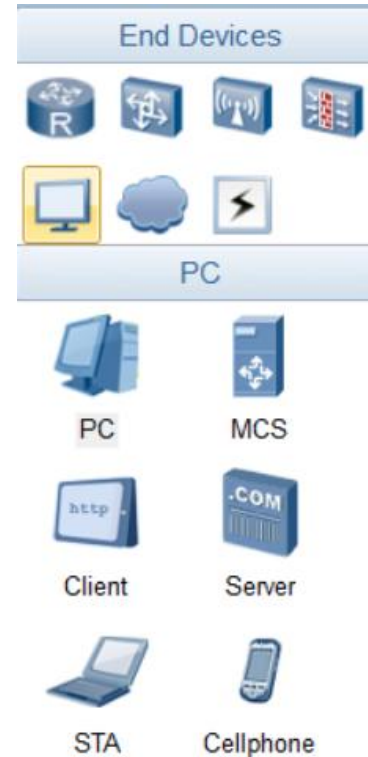 End Devices
R
PC
PC MCS
http .COM
Client Server
STA Cellphone